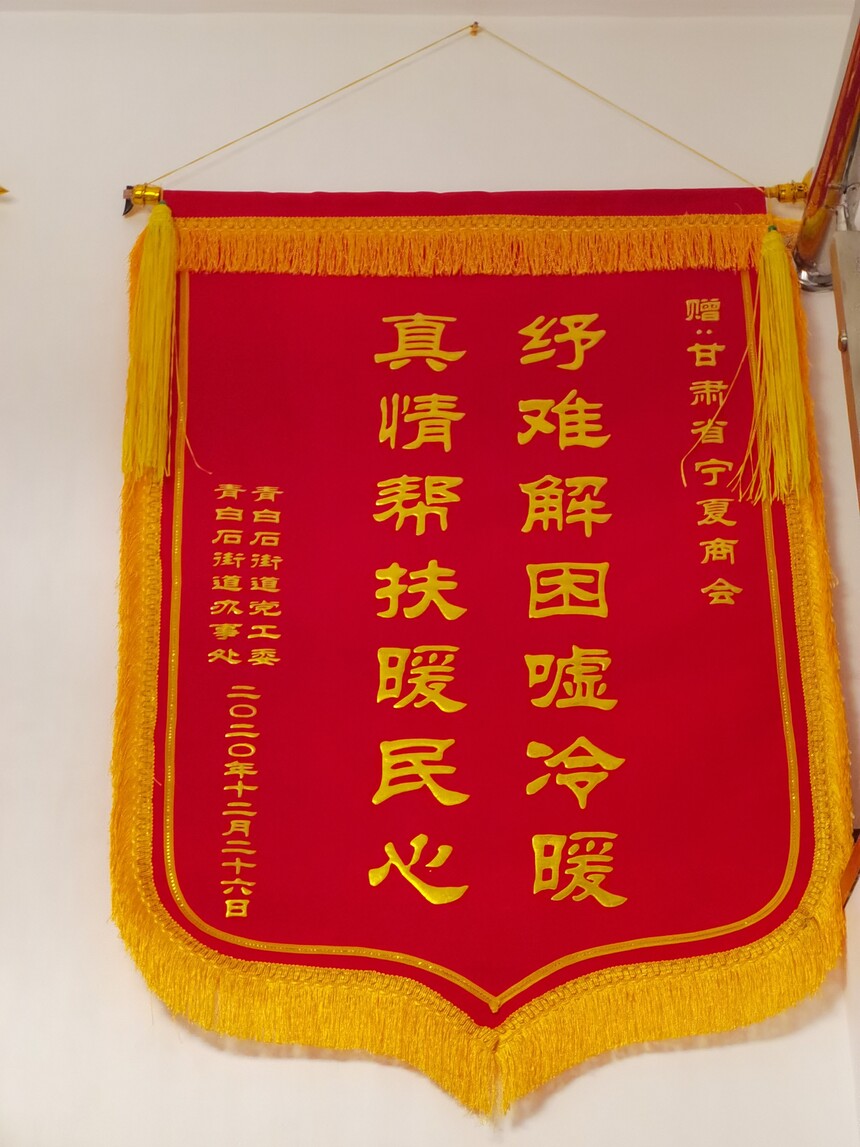 赠:甘肃省宁夏商会
纾难解困嘘冷暖
真情帮扶暖民心
青白石街道党工委
青白石街道办事处
二〇二〇年十二月二十六日